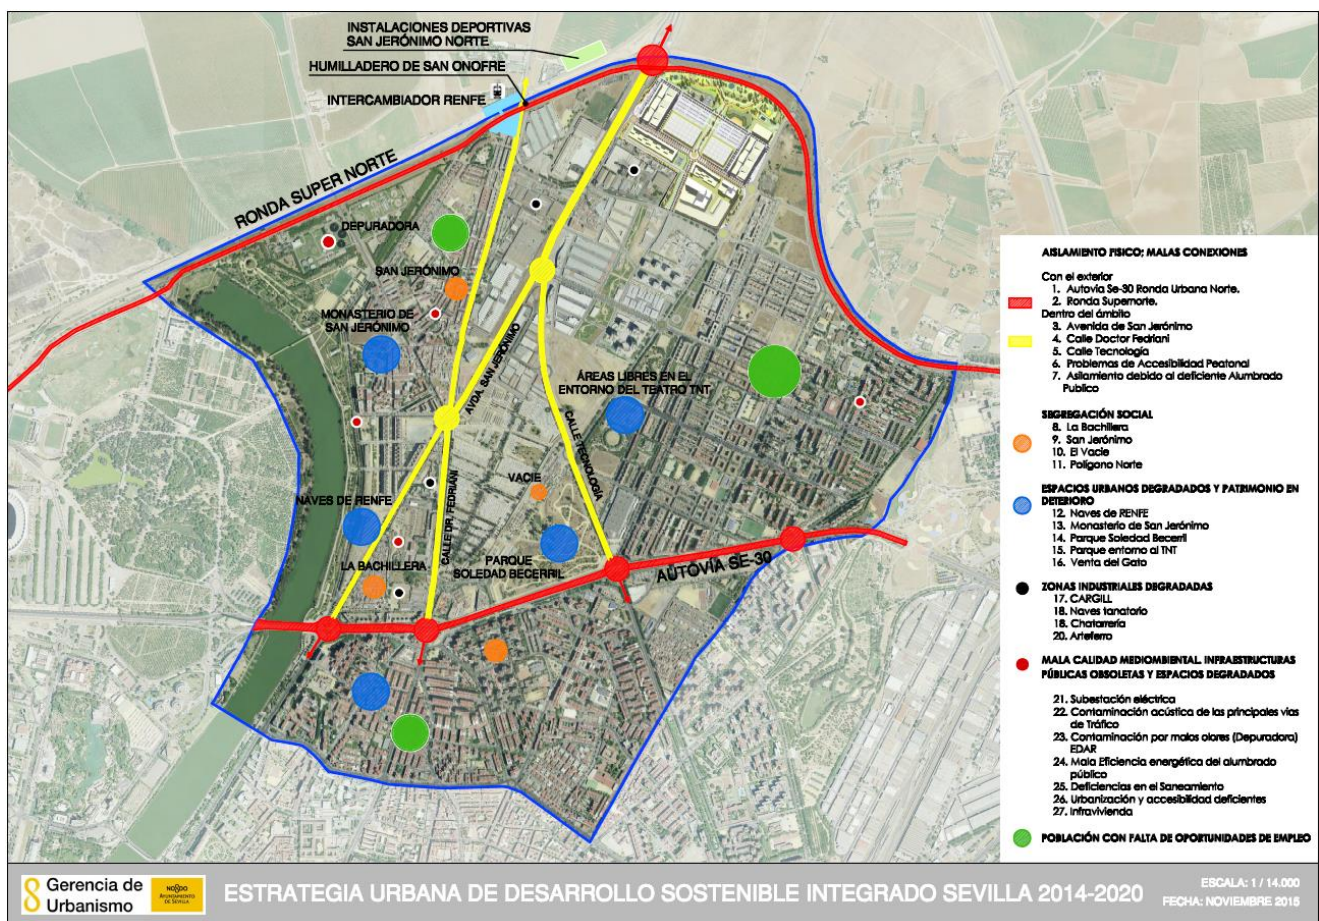 INSTALACIONES DEPORTIVAS
SAN JERÓNIMO NORTE
HUMILLADERO DE SAN ONOFRE
INTERCAMBIADOR RENFE
RONDA SUPER NORTE
DEPURADORA
SAN JERÓNIMO
MONASTERIO DE
SAN JERÓNIMO
AVDA. SAN JERÓNIMO
ÁREAS LIBRES EN EL
ENTORNO DEL TEATRO TNT
CALLE TECNOLOGÍA
VACIE
NAVES DE RENFE
CALLE DR. FEDRIANI
PARQUE
SOLEDAD BECERRIL
LA BACHILLERA
AUTOVÍA SE-30
AISLAMIENTO FISICO; MALAS CONEXIONES
Con el exterior
1. Autovia Se-30 Ronda Urbana Norte.
2. Ronda Supernorte.
Dentro del ámbito
3. Avenida de San Jerónimo
4. Calle Doctor Fedriani
5. Calle Tecnología
6. Problemas de Accesibilidad Peatonal
7. Asilamiento debido al deficiente Alumbrado
Publico
SEGREGACIÓN SOCIAL
8. La Bachillera
9. San Jerónimo
10. El Vacie
11. Polígono Norte
ESPACIOS URBANOS DEGRADADOS Y PATRIMONIO EN
DETERIORO
12. Naves de RENFE
13. Monasterio de San Jerónimo
14. Parque Soledad Becerril
15. Parque entorno al TNT
16. Venta del Gato
ZONAS INDUSTRIALES DEGRADADAS
17. CARGILL
18. Naves tanatorio
18. Chatarrería
20. Arteferro
MALA CALIDAD MEDIOMBIENTAL. INFRAESTRUCTURAS
PÚBLICAS OBSOLETAS Y ESPACIOS DEGRADADOS
21. Subestación eléctrica
22. Contaminación acústica de las principales vias
de Tráfico
23. Contaminación por malos olores (Depuradora)
EDAR
24. Mala Eficiencia energética del alumbrado
público
25. Deficiencias en el Saneamiento
26. Urbanización y accesibilidad deficientes
27. Infravivienda
POBLACIÓN CON FALTA DE OPORTUNIDADES DE EMPLEO
Gerencia de
Urbanismo
NO8DO
AYUNTAMIENTO
DE SEVILLA
ESTRATEGIA URBANA DE DESARROLLO SOSTENIBLE INTEGRADO SEVILLA 2014-2020
ESCALA: 1 / 14.000
FECHA: NOVIEMBRE 2015